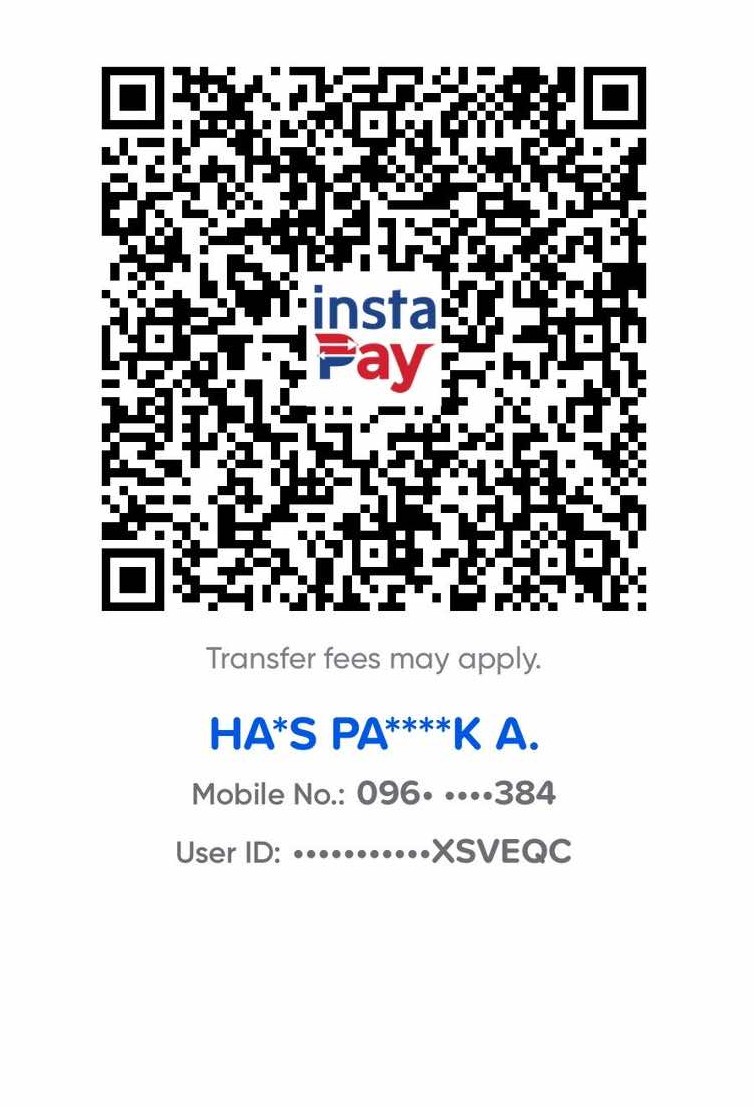 insta
Pay
Transfer fees may apply.
HA*S PA****K A.
Mobile No.: 096• ••••384
User ID: •••••••••••XSVEQC